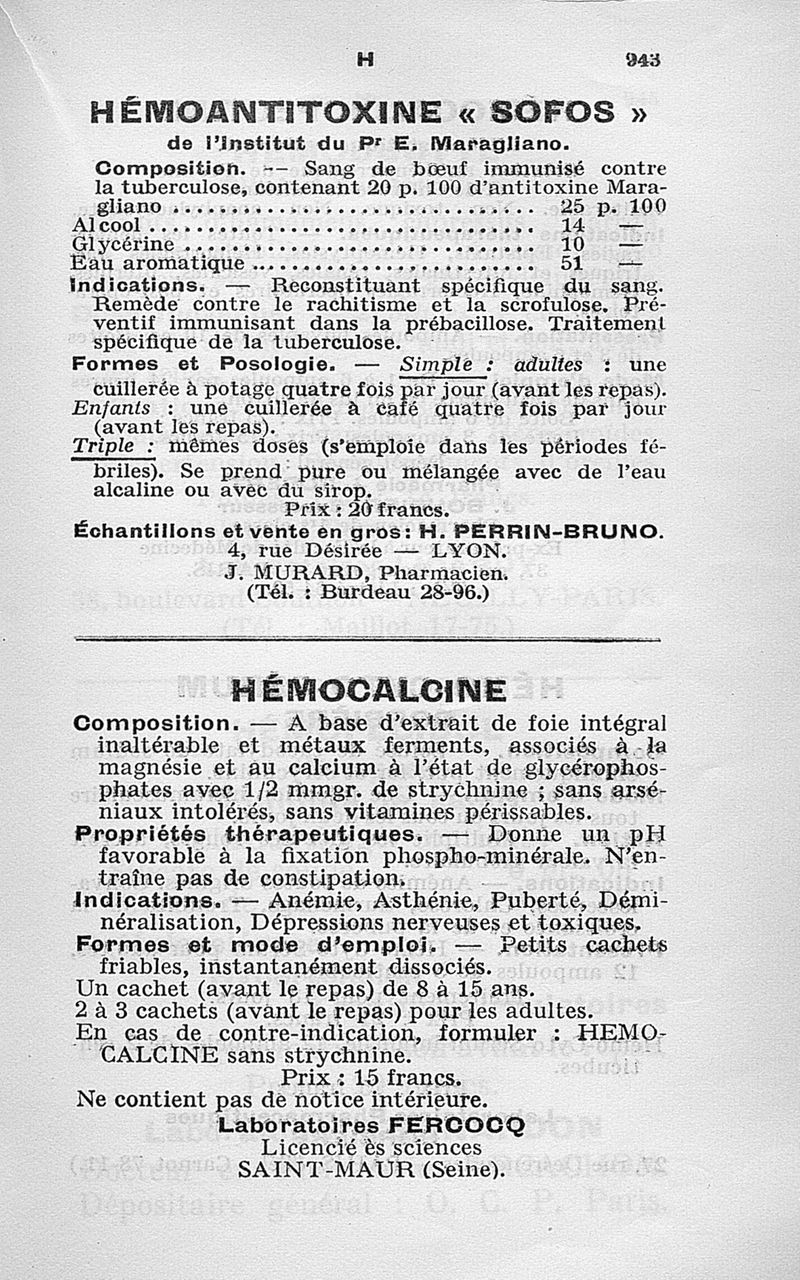 H 943
HÉMOANTITOXINE « SOFOS »
de l'Institut du Pr E. Maragliano.
Composition. -- Sang de bœuf immunisé contre
la tuberculose, contenant 20 p. 100 d'antitoxine Mara-
gliano .................................. 25 p. 100
Alcool .................................. 14 —
Glycérine .................................. 10 —
Eau aromatique .......................... 51 —
Indications. — Reconstituant spécifique du sang.
Remède contre le rachitisme et la scrofulose. Pré-
ventif immunisant dans la prébacillose. Traitement
spécifique de la tuberculose.
Formes et Posologie. — Simple : adultes : une
cuillerée à potage quatre fois par jour (avant les repas).
Enfants : une cuillerée à café quatre fois par jour
(avant les repas).
Triple : mêmes doses (s'emploie dans les périodes fé-
briles). Se prend pure ou mélangée avec de l'eau
alcaline ou avec du sirop.
Prix : 20 francs.
Échantillons et vente en gros : H. PERRIN-BRUNO.
4, rue Désirée — LYON.
J. MURARD, Pharmacien.
(Tél. : Burdeau 28-96.)
HÉMOCALCINE
Composition. — A base d'extrait de foie intégral
inaltérable et métaux ferments, associés à la
magnésie et au calcium à l'état de glycérophos-
phates avec 1/2 mmgr. de strychnine ; sans arsé-
niaux intolérés, sans vitamines périssables.
Propriétés thérapeutiques. — Donne un pH
favorable à la fixation phospho-minérale. N'en-
traîne pas de constipation.
Indications. — Anémie, Asthénie, Puberté, Démi-
néralisation, Dépressions nerveuses et toxiques.
Formes et mode d'emploi. — Petits cachets
friables, instantanément dissociés.
Un cachet (avant le repas) de 8 à 15 ans.
2 à 3 cachets (avant le repas) pour les adultes.
En cas de contre-indication, formuler : HEMO-
CALCINE sans strychnine.
Prix : 15 francs.
Ne contient pas de notice intérieure.
Laboratoires FERCOCQ
Licencié ès sciences
SAINT-MAUR (Seine).